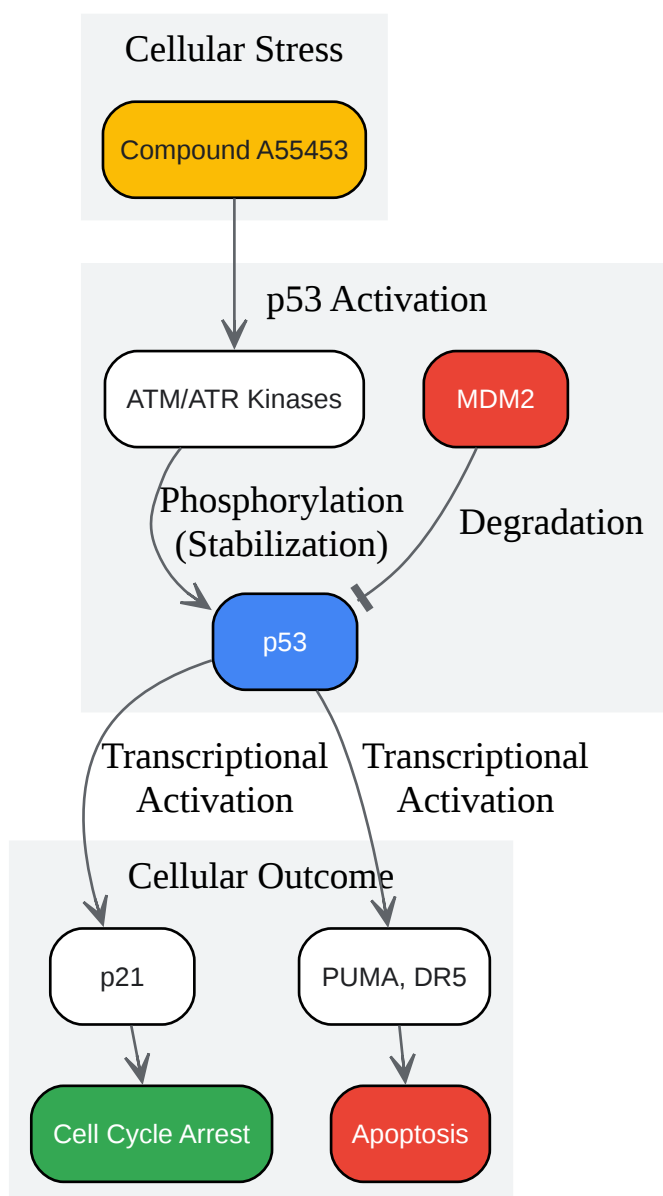 Cellular Stress
Compound A55453
p53 Activation
ATM/ATR Kinases
MDM2
Phosphorylation
(Stabilization)
Degradation
p53
Transcriptional
Activation
Transcriptional
Activation
Cellular Outcome
p21
PUMA, DR5
Cell Cycle Arrest
Apoptosis